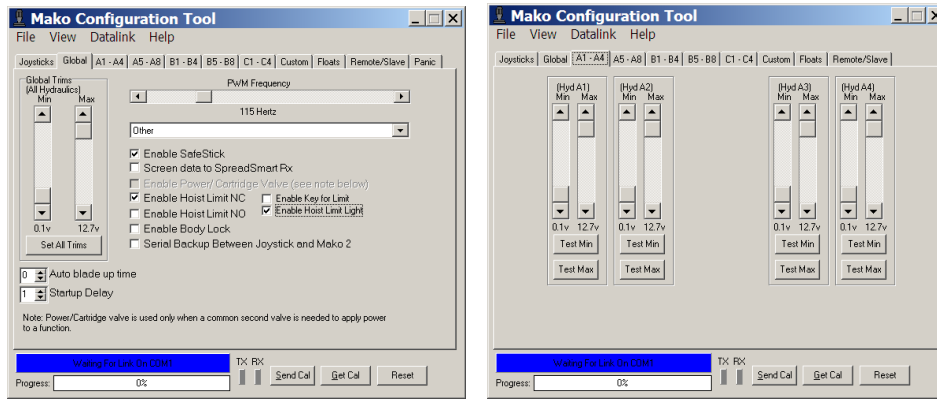 Mako Configuration Tool
File View Datalink Help
Joysticks Global A1 - A4 A5 - A8 B1 - B4 B5 - B8 C1 - C4 Custom Floats Remote/Slave Panic
Global Trims
(All Hydraulics)
Min Max
PWM Frequency
115 Hertz
Other
Enable SafeStick
Screen data to SpreadSmart Rx
Enable Power/ Cartridge Valve (see note below)
Enable Hoist Limit NC Enable Key for Limit
Enable Hoist Limit NO Enable Hoist Limit Light
Enable Body Lock
Serial Backup Between Joystick and Mako 2
0.1v 12.7v
Set All Trims
0 Auto blade up time
1 Startup Delay
Note: Power/Cartridge valve is used only when a common second valve is needed to apply power
to a function.
Waiting For Link On COM1
TX RX
Progress: 0% Send Cal Get Cal Reset
Mako Configuration Tool
File View Datalink Help
Joysticks Global A1 - A4 A5 - A8 B1 - B4 B5 - B8 C1 - C4 Custom Floats Remote/Slave
(Hyd A1) (Hyd A2) (Hyd A3) (Hyd A4)
Min Max Min Max Min Max Min Max
0.1v 12.7v 0.1v 12.7v 0.1v 12.7v 0.1v 12.7v
Test Min Test Min Test Min Test Min
Test Max Test Max Test Max Test Max
Waiting For Link On COM1
TX RX
Progress: 0% Send Cal Get Cal Reset